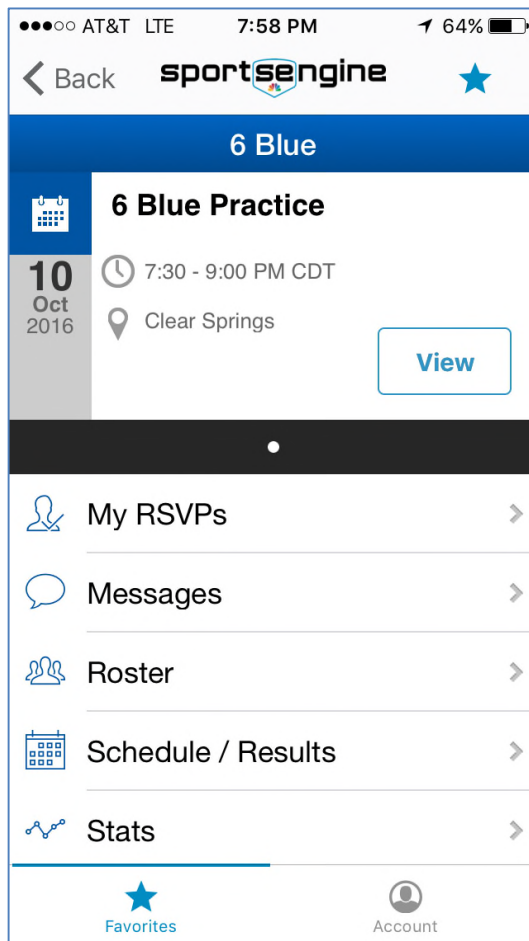 AT&T LTE 7:58 PM 64%
Back sportsengine
6 Blue
6 Blue Practice
10
Oct
2016
7:30 - 9:00 PM CDT
Clear Springs
View
My RSVPs
Messages
Roster
Schedule / Results
Stats
Favorites Account